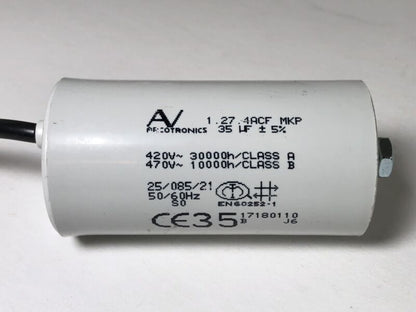 AV 1.27.4ACF MKP
ARCOTRONICS 35 µF ± 5%
420V~ 30000h/CLASS A
470V~ 10000h/CLASS B
25/085/21
50/60Hz
S0 EN60252-1
CE35 17180110
B J6